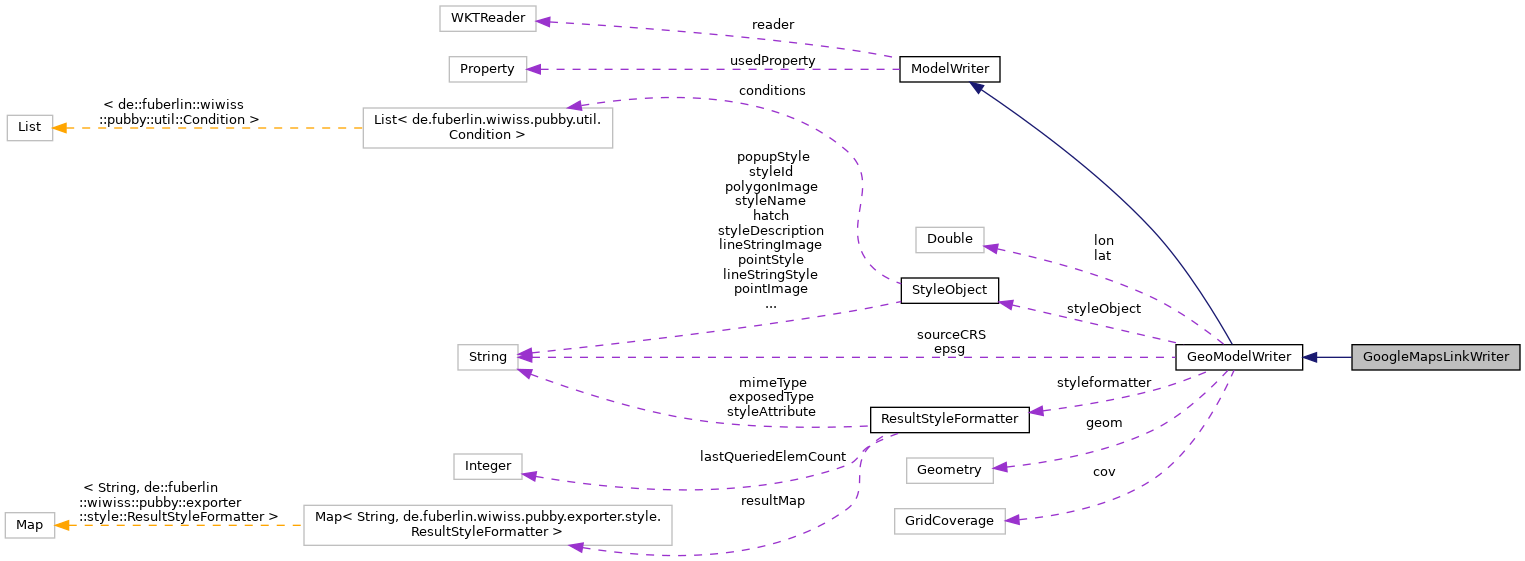 WKTReader
reader
Property
usedProperty
ModelWriter
conditions
< de::fuberlin::wiwiss
::pubby::util::Condition >
List
List< de.fuberlin.wiwiss.pubby.util.
Condition >
popupStyle
styleId
polygonImage
styleName
hatch
styleDescription
lineStringImage
pointStyle
lineStringStyle
pointImage
...
Double
lon
lat
StyleObject
styleObject
String
sourceCRS
epsg
GeoModelWriter
GoogleMapsLinkWriter
mimeType
exposedType
styleAttribute
ResultStyleFormatter
styleformatter
geom
Integer
lastQueriedElemCount
Geometry
cov
< String, de::fuberlin
::wiwiss::pubby::exporter
::style::ResultStyleFormatter >
Map
Map< String, de.fuberlin.wiwiss.pubby.exporter.style.
ResultStyleFormatter >
resultMap
GridCoverage